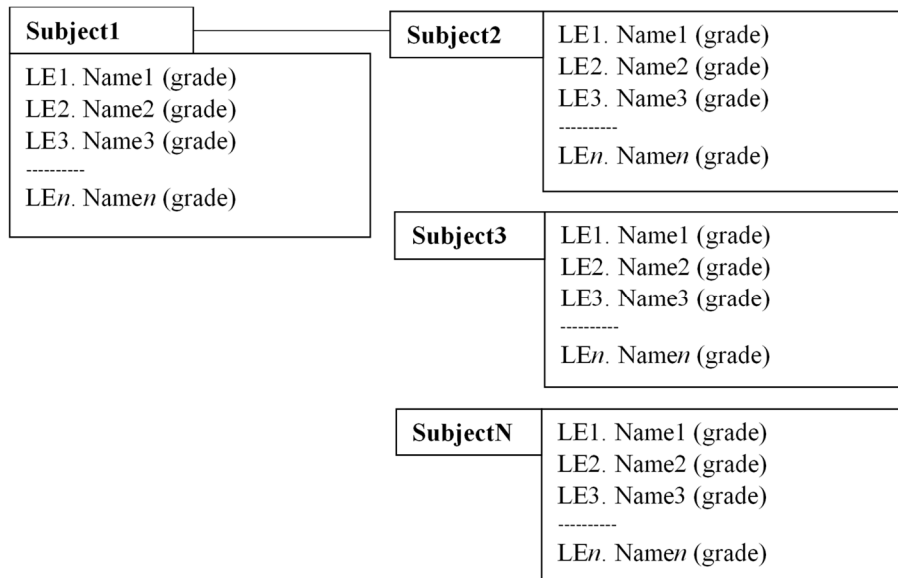 Subject1
LE1. Name1 (grade)
LE2. Name2 (grade)
LE3. Name3 (grade)
----------
LEn. Namen (grade)
Subject2
LE1. Name1 (grade)
LE2. Name2 (grade)
LE3. Name3 (grade)
----------
LEn. Namen (grade)
Subject3
LE1. Name1 (grade)
LE2. Name2 (grade)
LE3. Name3 (grade)
----------
LEn. Namen (grade)
SubjectN
LE1. Name1 (grade)
LE2. Name2 (grade)
LE3. Name3 (grade)
----------
LEn. Namen (grade)